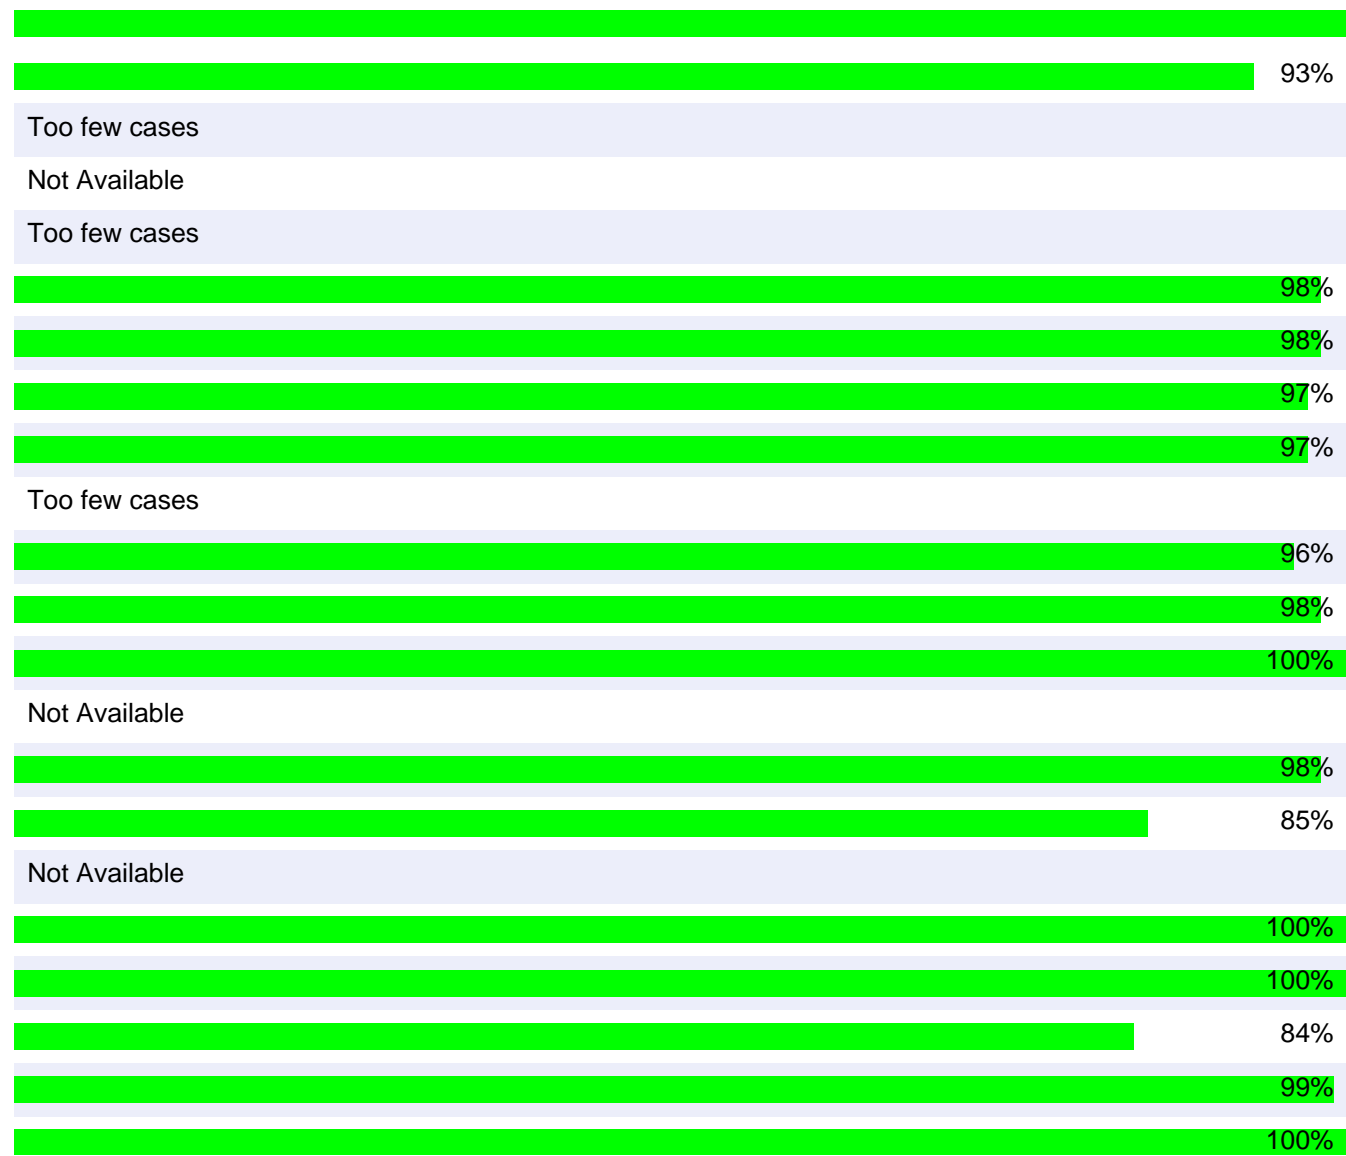 93%
Too few cases
Not Available
Too few cases
98%
98%
97%
97%
Too few cases
96%
98%
100%
Not Available
98%
85%
Not Available
100%
100%
84%
99%
100%